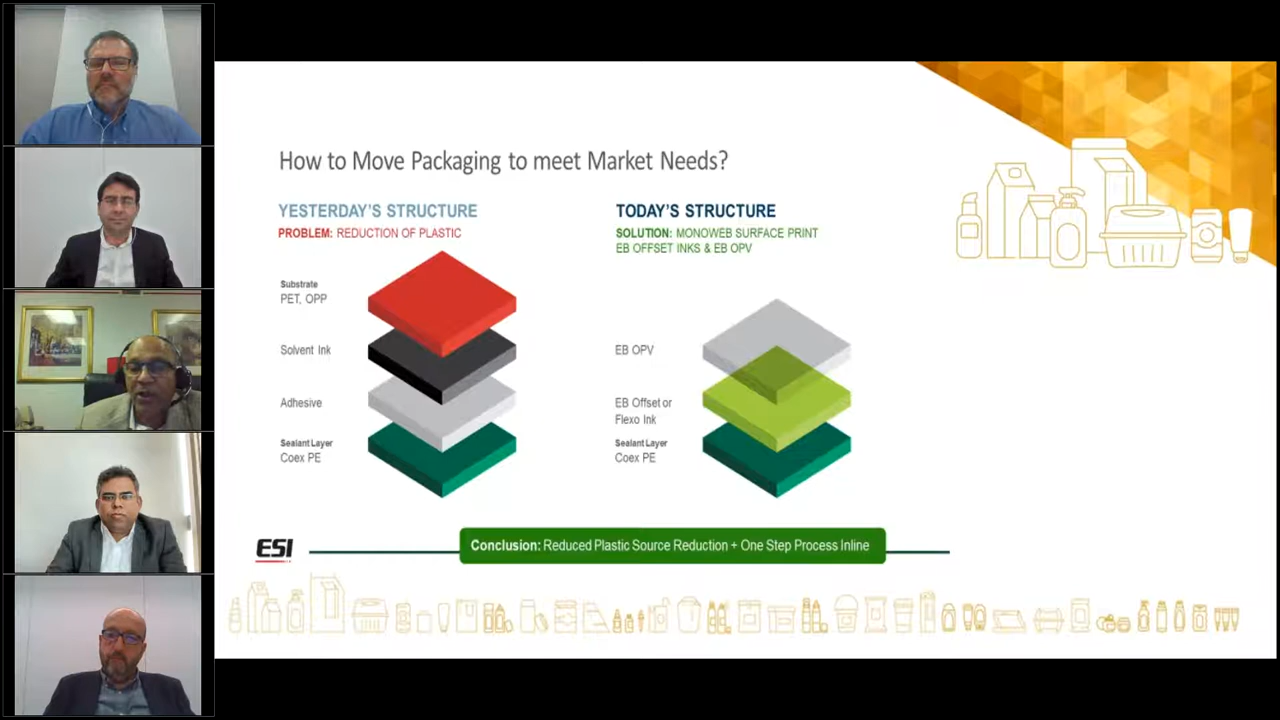 How to Move Packaging to meet Market Needs?
YESTERDAY'S STRUCTURE
PROBLEM: REDUCTION OF PLASTIC
Substrate
PET, OPP
Solvent Ink
Adhesive
Sealant Layer
Coex PE
TODAY'S STRUCTURE
SOLUTION: MONOWEB SURFACE PRINT
EB OFFSET INKS & EB OPV
EB OPV
EB Offset or
Flexo Ink
Sealant Layer
Coex PE
ESI
Conclusion: Reduced Plastic Source Reduction + One Step Process Inline